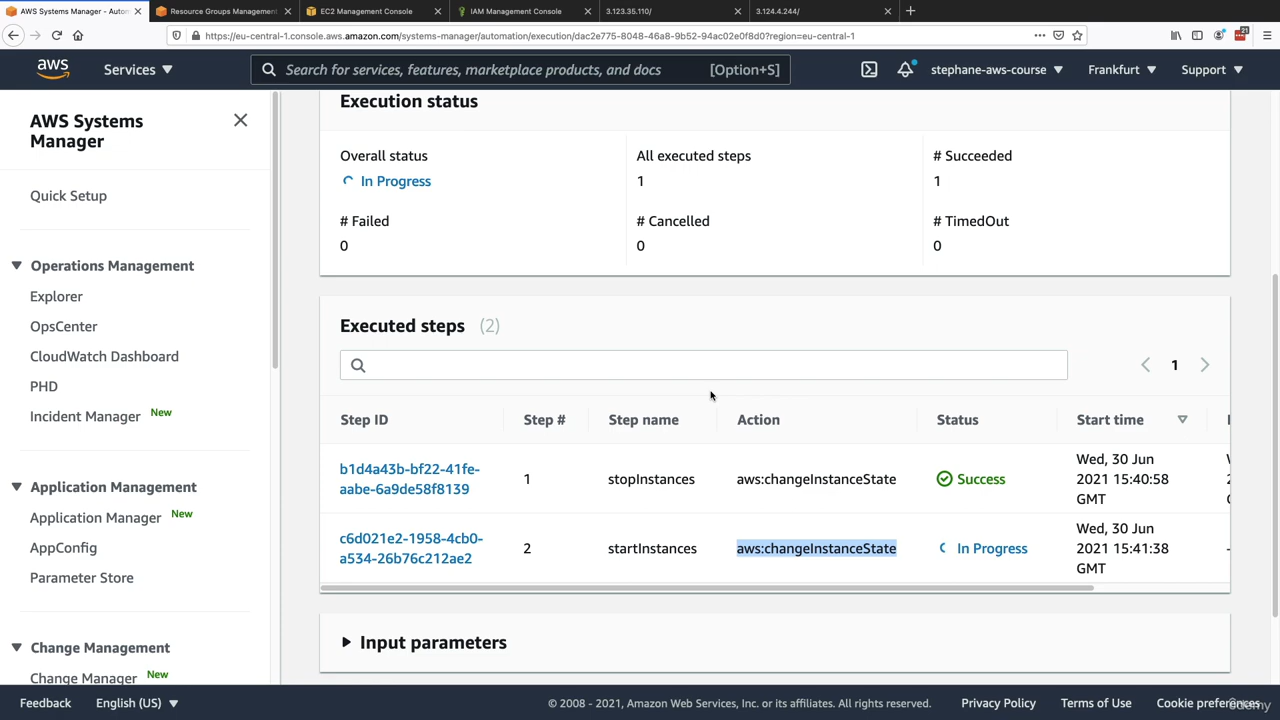 AWS Systems Manager - Autom
Resource Groups Management
EC2 Management Console
IAM Management Console
3.123.35.110/
3.124.4.244/
https://eu-central-1.console.aws.amazon.com/systems-manager/automation/execution/dac2e775-8048-46a8-9b52-94ac02e0f8d0?region=eu-central-1
aws
Services
Search for services, features, marketplace products, and docs
[Option+S]
stephane-aws-course
Frankfurt
Support
AWS Systems
Manager
Quick Setup
Operations Management
Explorer
OpsCenter
CloudWatch Dashboard
PHD
Incident Manager New
Application Management
Application Manager New
AppConfig
Parameter Store
Change Management
Change Manager New
Execution status
Overall status
In Progress
All executed steps
1
# Succeeded
1
# Failed
0
# Cancelled
0
# TimedOut
0
Executed steps (2)
1
Step ID Step # Step name Action Status Start time
b1d4a43b-bf22-41fe-
aabe-6a9de58f8139
1
stopInstances
aws:changeInstanceState
Success
Wed, 30 Jun
2021 15:40:58
GMT
c6d021e2-1958-4cb0-
a534-26b76c212ae2
2
startInstances
aws:changeInstanceState
In Progress
Wed, 30 Jun
2021 15:41:38
GMT
-
Input parameters
Feedback
English (US)
© 2008 - 2021, Amazon Web Services, Inc. or its affiliates. All rights reserved.
Privacy Policy
Terms of Use
Cookie preferences
Udemy